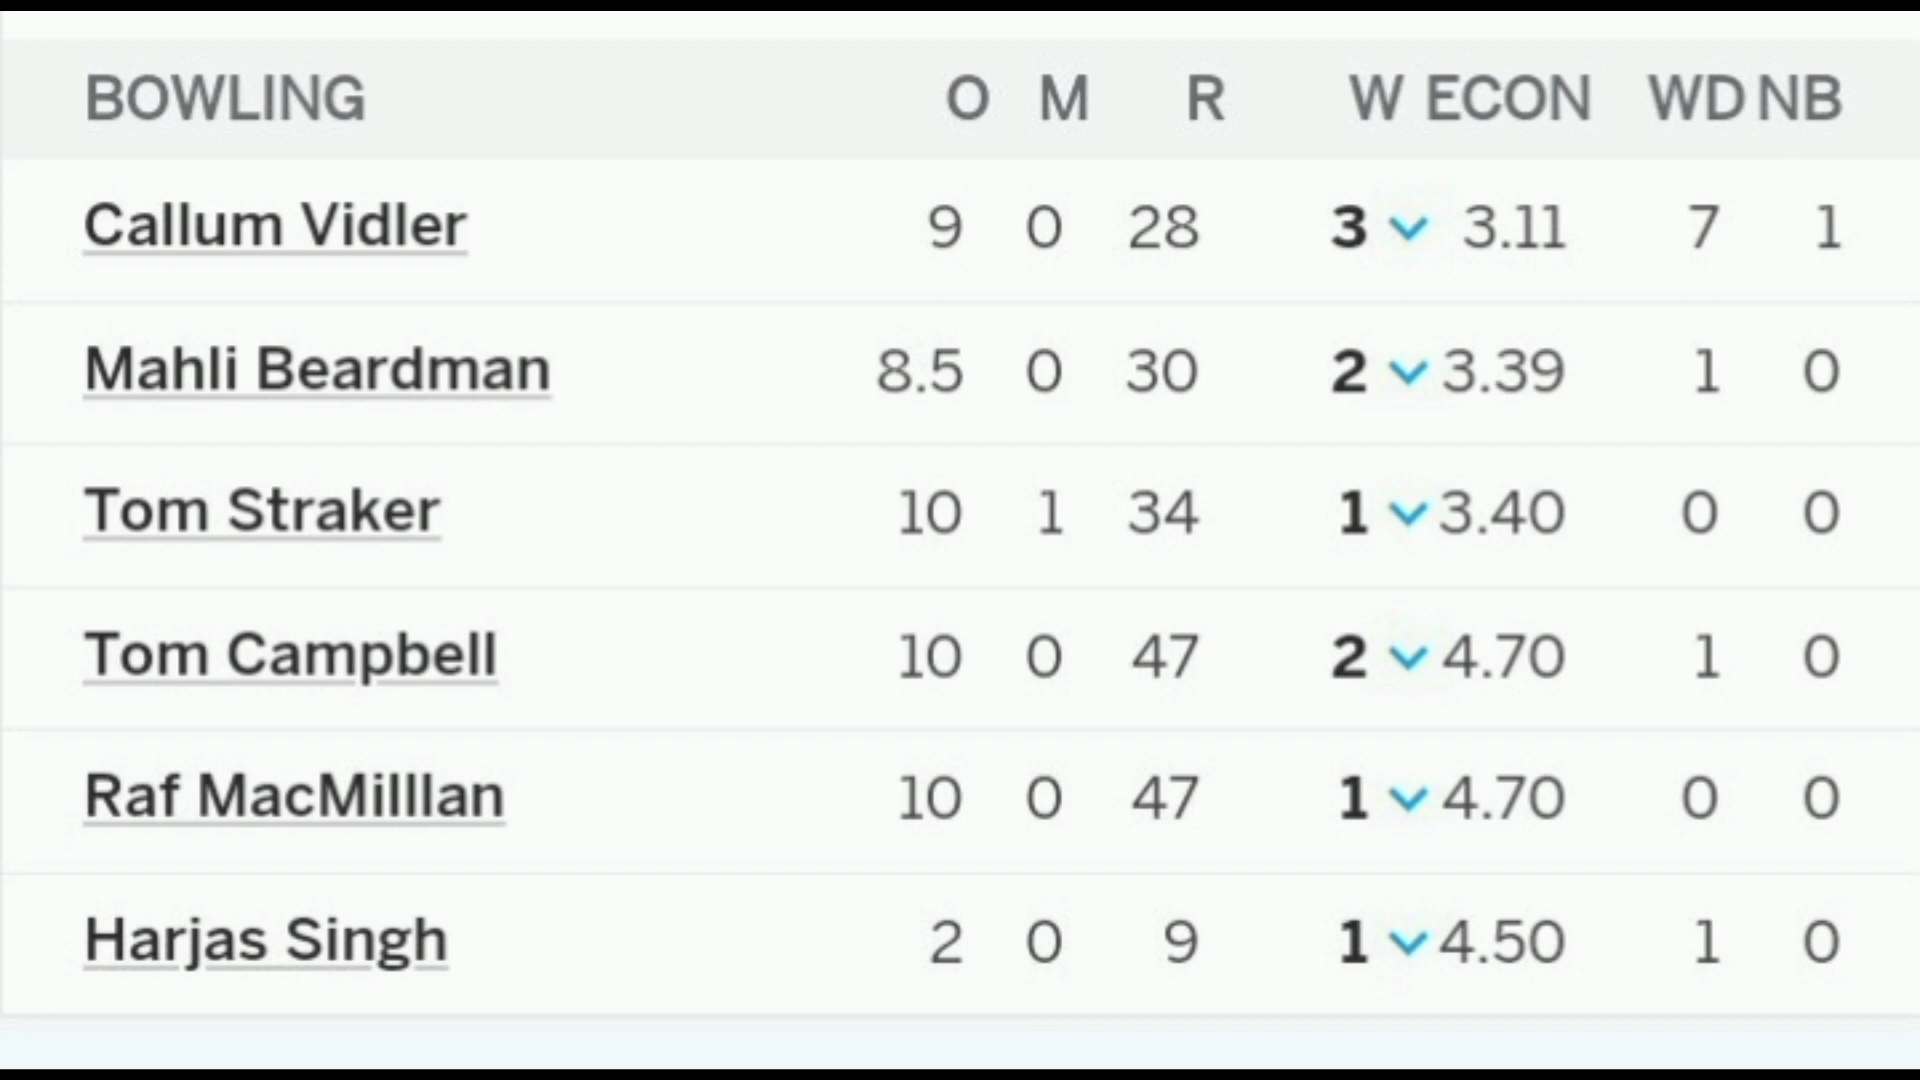 BOWLING O M R W ECON WD NB
Callum Vidler 9 0 28 3 3.11 7 1
Mahli Beardman 8.5 0 30 2 3.39 1 0
Tom Straker 10 1 34 1 3.40 0 0
Tom Campbell 10 0 47 2 4.70 1 0
Raf MacMilllan 10 0 47 1 4.70 0 0
Harjas Singh 2 0 9 1 4.50 1 0